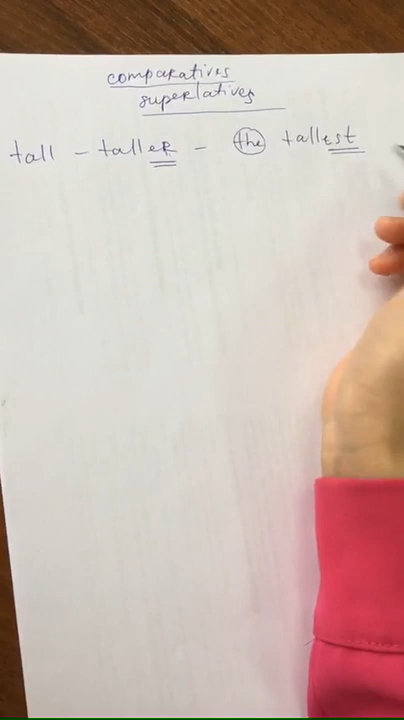 comparatives
superlatives
tall - taller - the tallest